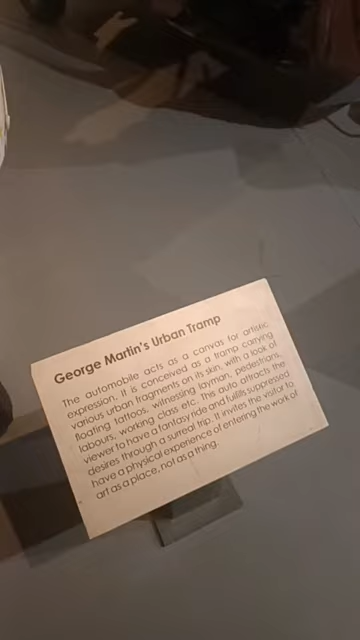 George Martin's Urban Tramp
The automobile acts as a canvas for artistic
expression. It is conceived as a tramp carrying
various urban fragments on its skin, with a look of
floating tattoos, witnessing layman, pedestrians,
labours, working class etc. This auto attracts the
viewer to have a fantasy ride and fulfils suppressed
desires through a surreal trip. It invites the visitor to
have a physical experience of entering the work of
art as a place, not as a thing.